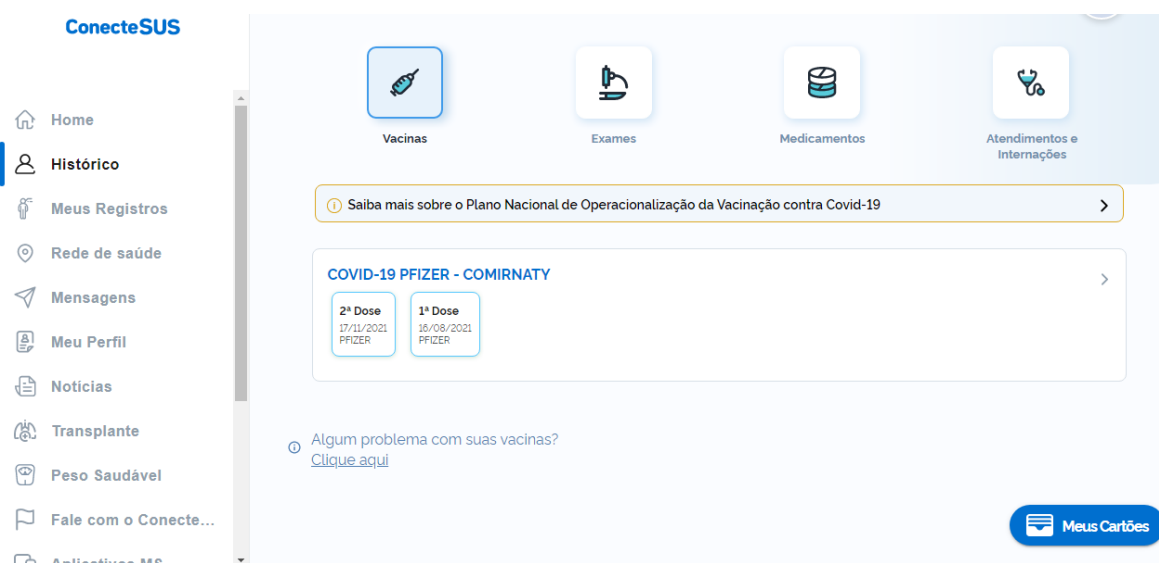 ConecteSUS
Home
Histórico
Meus Registros
Rede de saúde
Mensagens
Meu Perfil
Notícias
Transplante
Peso Saudável
Fale com o Conecte...
Aplicativos MS
Vacinas
Exames
Medicamentos
Atendimentos e
Internações
Saiba mais sobre o Plano Nacional de Operacionalização da Vacinação contra Covid-19
COVID-19 PFIZER - COMIRNATY
2ª Dose
17/11/2021
PFIZER
1ª Dose
16/08/2021
PFIZER
Algum problema com suas vacinas?
Clique aqui
Meus Cartões